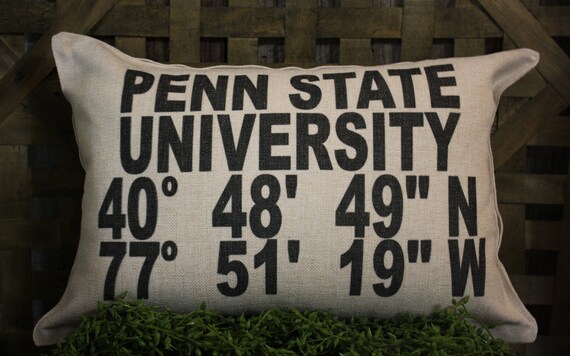 PENN STATE
UNIVERSITY
40° 48' 49" N
77° 51' 19" W